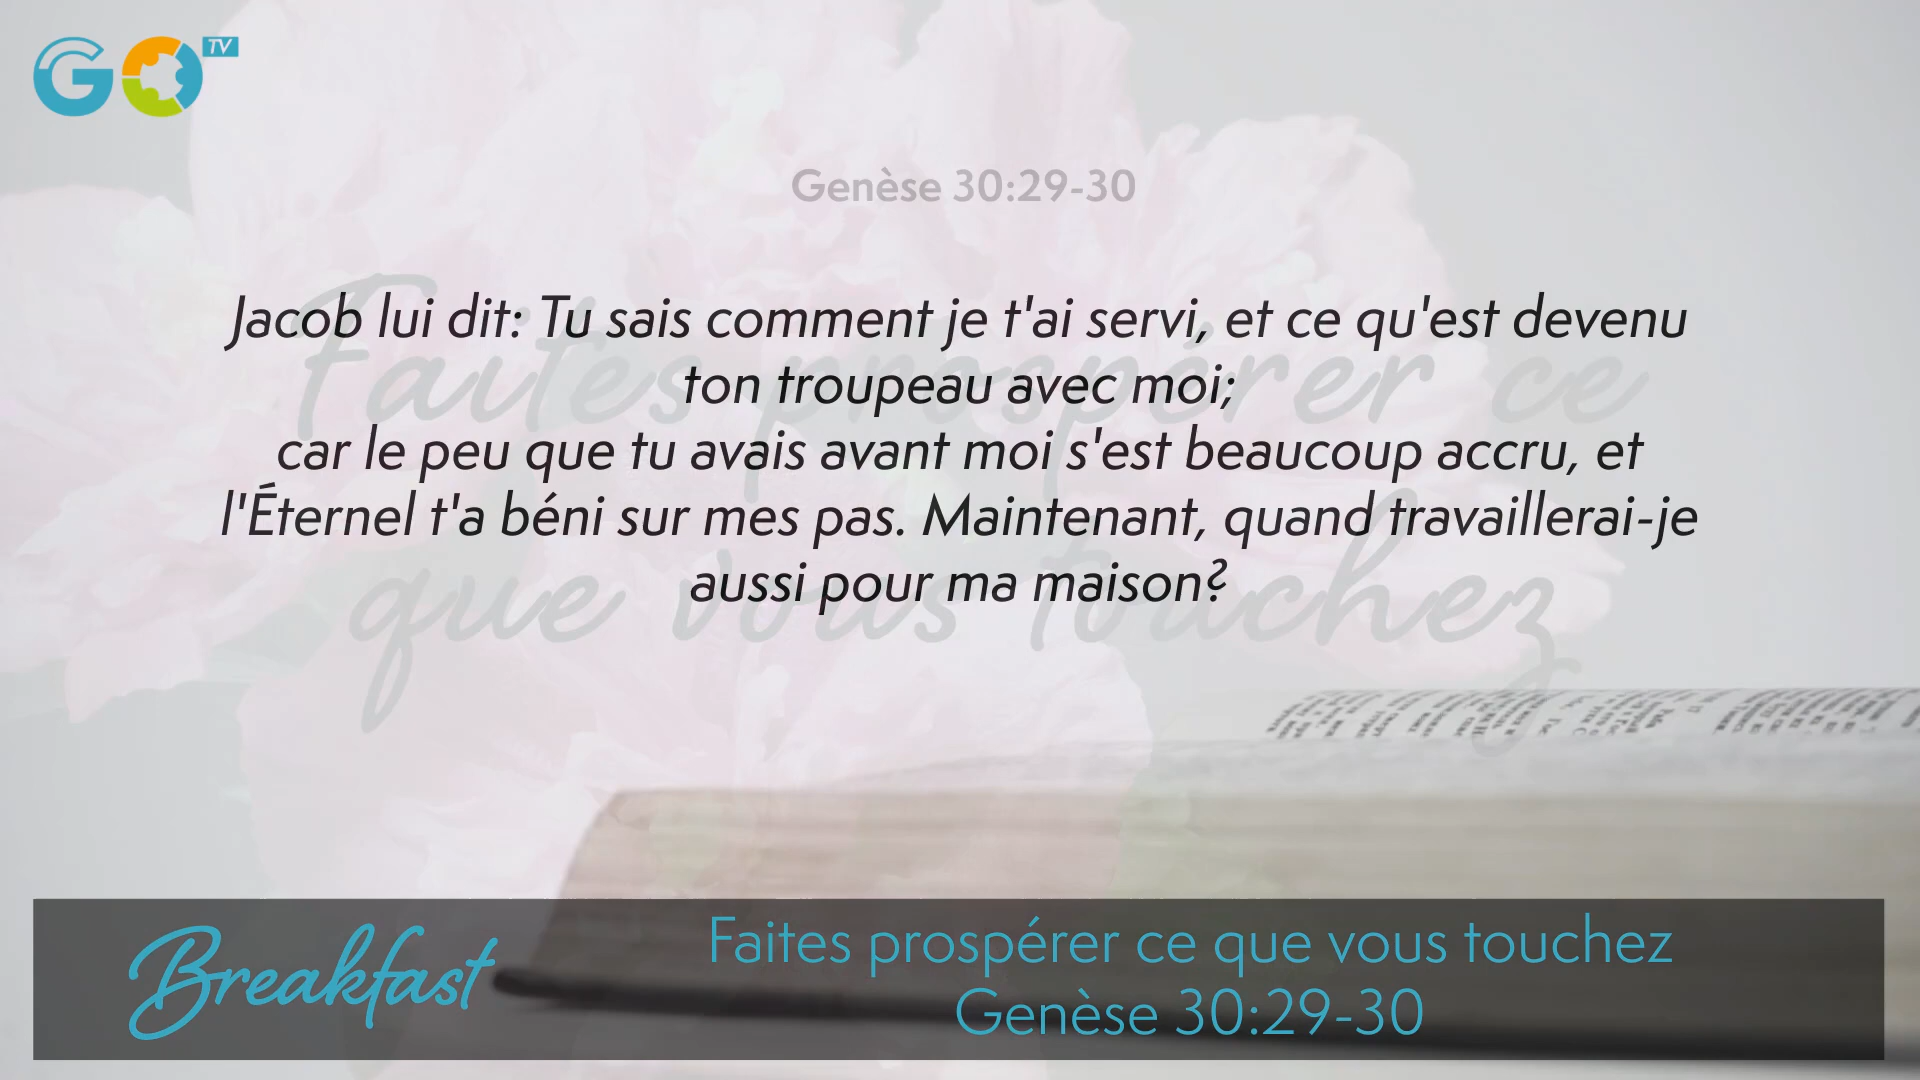 GO TV
Genèse 30:29-30
Jacob lui dit: Tu sais comment je t'ai servi, et ce qu'est devenu
ton troupeau avec moi;
car le peu que tu avais avant moi s'est beaucoup accru, et
l'Éternel t'a béni sur mes pas. Maintenant, quand travaillerai-je
aussi pour ma maison?
Faites prospérer ce
que vous touchez
Breakfast
Faites prospérer ce que vous touchez
Genèse 30:29-30